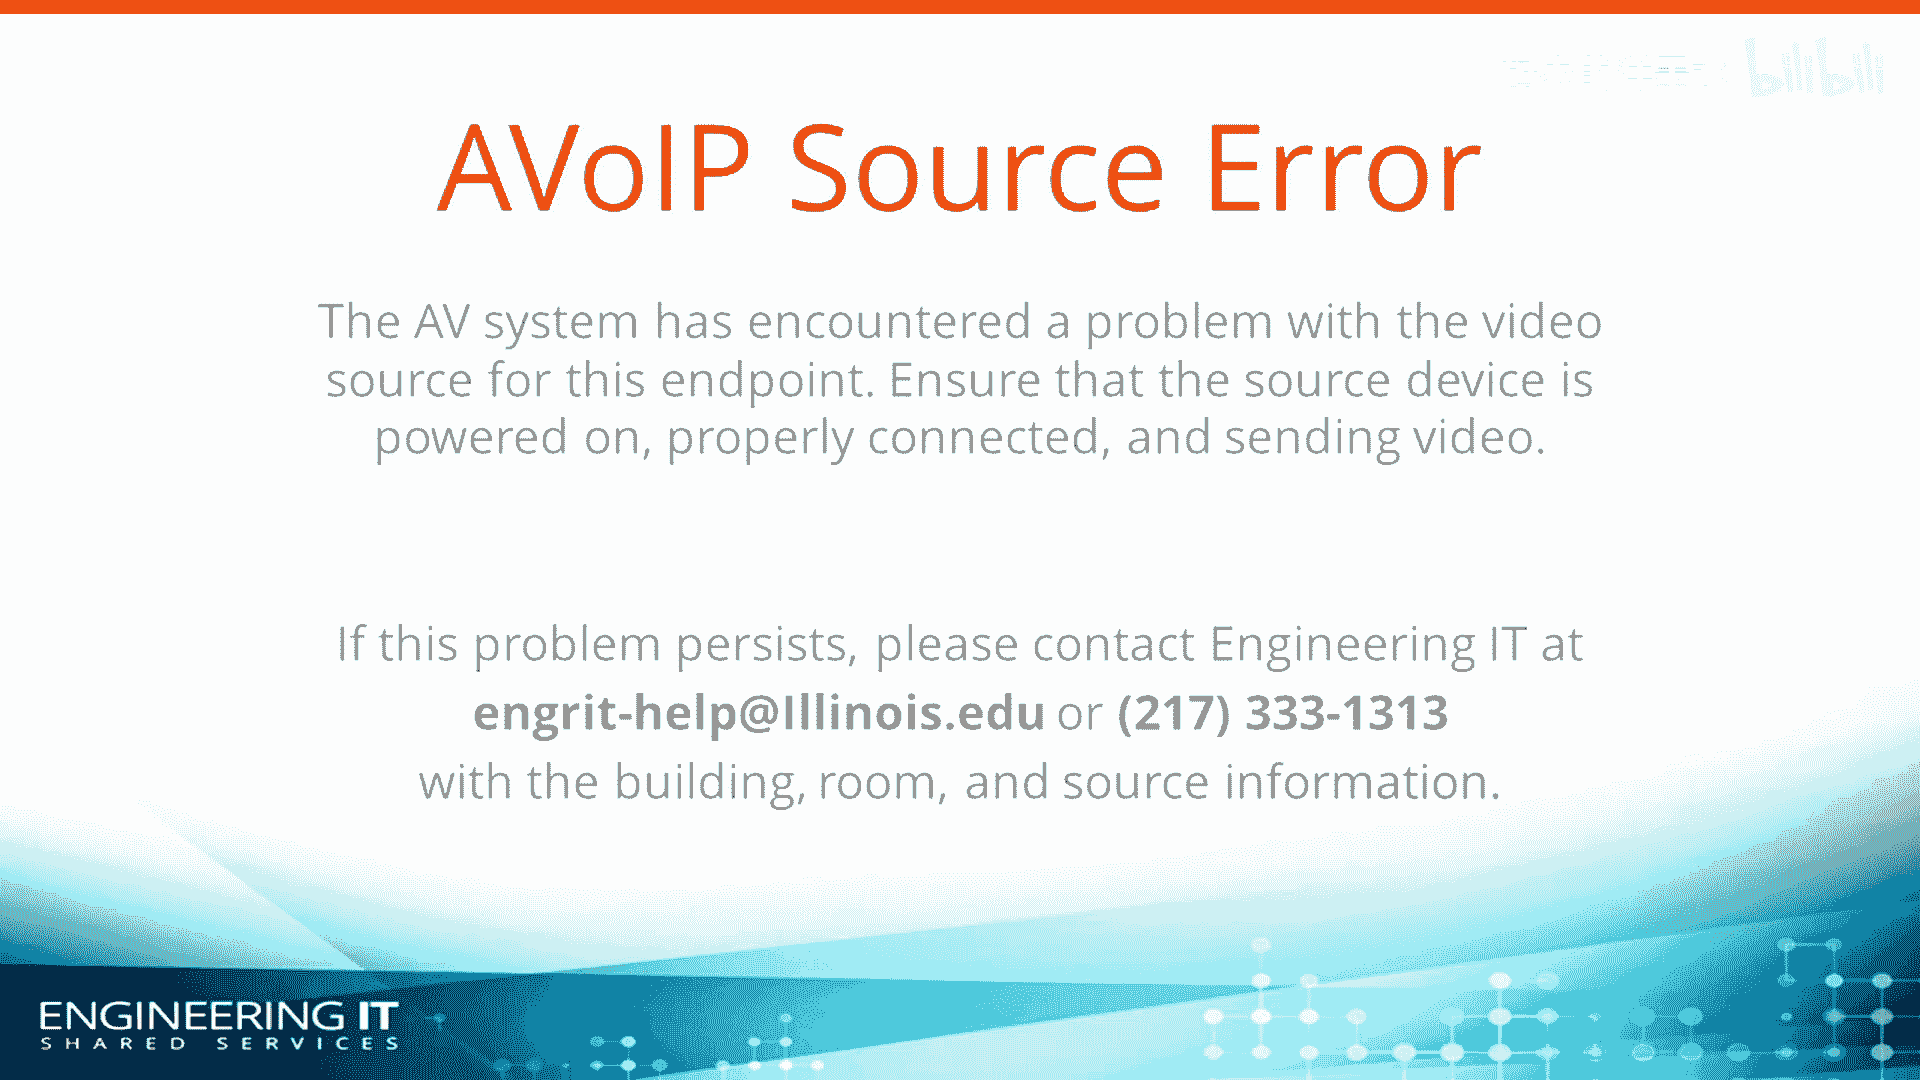 bilibili
AVoIP Source Error
The AV system has encountered a problem with the video
source for this endpoint. Ensure that the source device is
powered on, properly connected, and sending video.
If this problem persists, please contact Engineering IT at
engrit-help@Illinois.edu or (217) 333-1313
with the building, room, and source information.
ENGINEERING IT
SHARED SERVICES